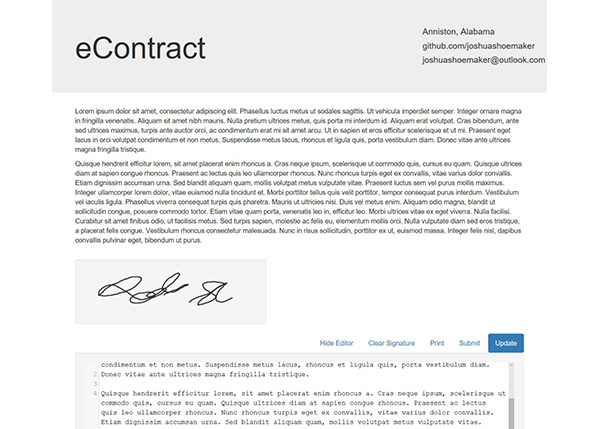 eContract
Anniston, Alabama
github.com/joshuashoemaker
joshuashoemaker@outlook.com
Lorem ipsum dolor sit amet, consectetur adipiscing elit. Phasellus luctus metus ut sodales sagittis. Ut vehicula imperdiet semper. Integer ornare magna
in fringilla venenatis. Aliquam sit amet nibh mauris. Nulla pretium ultrices metus, quis porta mi interdum id. Aliquam erat volutpat. Cras bibendum, ante
sed ultrices maximus, turpis ante auctor orci, ac condimentum erat mi sit amet arcu. Ut in sapien et eros efficitur scelerisque et ut mi. Praesent eget
lacus in orci volutpat condimentum et non metus. Suspendisse metus lacus, rhoncus et ligula quis, porta vestibulum diam. Donec vitae ante ultrices
magna fringilla tristique.
Quisque hendrerit efficitur lorem, sit amet placerat enim rhoncus a. Cras neque ipsum, scelerisque ut commodo quis, cursus eu quam. Quisque ultrices
diam at sapien congue rhoncus. Praesent ac lectus quis leo ullamcorper rhoncus. Nunc rhoncus turpis eget ex convallis, vitae varius dolor convallis.
Etiam dignissim accumsan urna. Sed blandit aliquam quam, mollis volutpat metus vulputate vitae. Praesent luctus sem vel purus mollis maximus.
Integer ullamcorper lorem dolor, vitae euismod nulla tincidunt et. Morbi porttitor tellus quis velit porttitor, tempor consequat purus interdum. Vestibulum
vel iaculis ligula. Phasellus viverra consequat turpis quis pharetra. Mauris ut ultricies nisi. Duis vel metus enim. Aliquam odio magna, blandit ut
sollicitudin congue, posuere commodo tortor. Etiam vitae quam porta, venenatis leo in, efficitur leo. Morbi ultrices vitae ex eget viverra. Nulla facilisi.
Curabitur sit amet finibus odio, ut facilisis metus. Sed turpis sapien, molestie ac felis eu, elementum mollis orci. Nulla vulputate diam sed eros tristique,
a placerat felis congue. Vestibulum rhoncus consectetur malesuada. Nunc in risus sollicitudin, porttitor ex ut, euismod massa. Integer felis nisl, dapibus
convallis pulvinar eget, bibendum ut purus.
Hide Editor Clear Signature Print Submit Update
condimentum et non metus. Suspendisse metus lacus, rhoncus et ligula quis, porta vestibulum diam.
2 Donec vitae ante ultrices magna fringilla tristique.
3
4 Quisque hendrerit efficitur lorem, sit amet placerat enim rhoncus a. Cras neque ipsum, scelerisque ut
commodo quis, cursus eu quam. Quisque ultrices diam at sapien congue rhoncus. Praesent ac lectus
quis leo ullamcorper rhoncus. Nunc rhoncus turpis eget ex convallis, vitae varius dolor convallis.
Etiam dignissim accumsan urna. Sed blandit aliquam quam, mollis volutpat metus vulputate vitae.